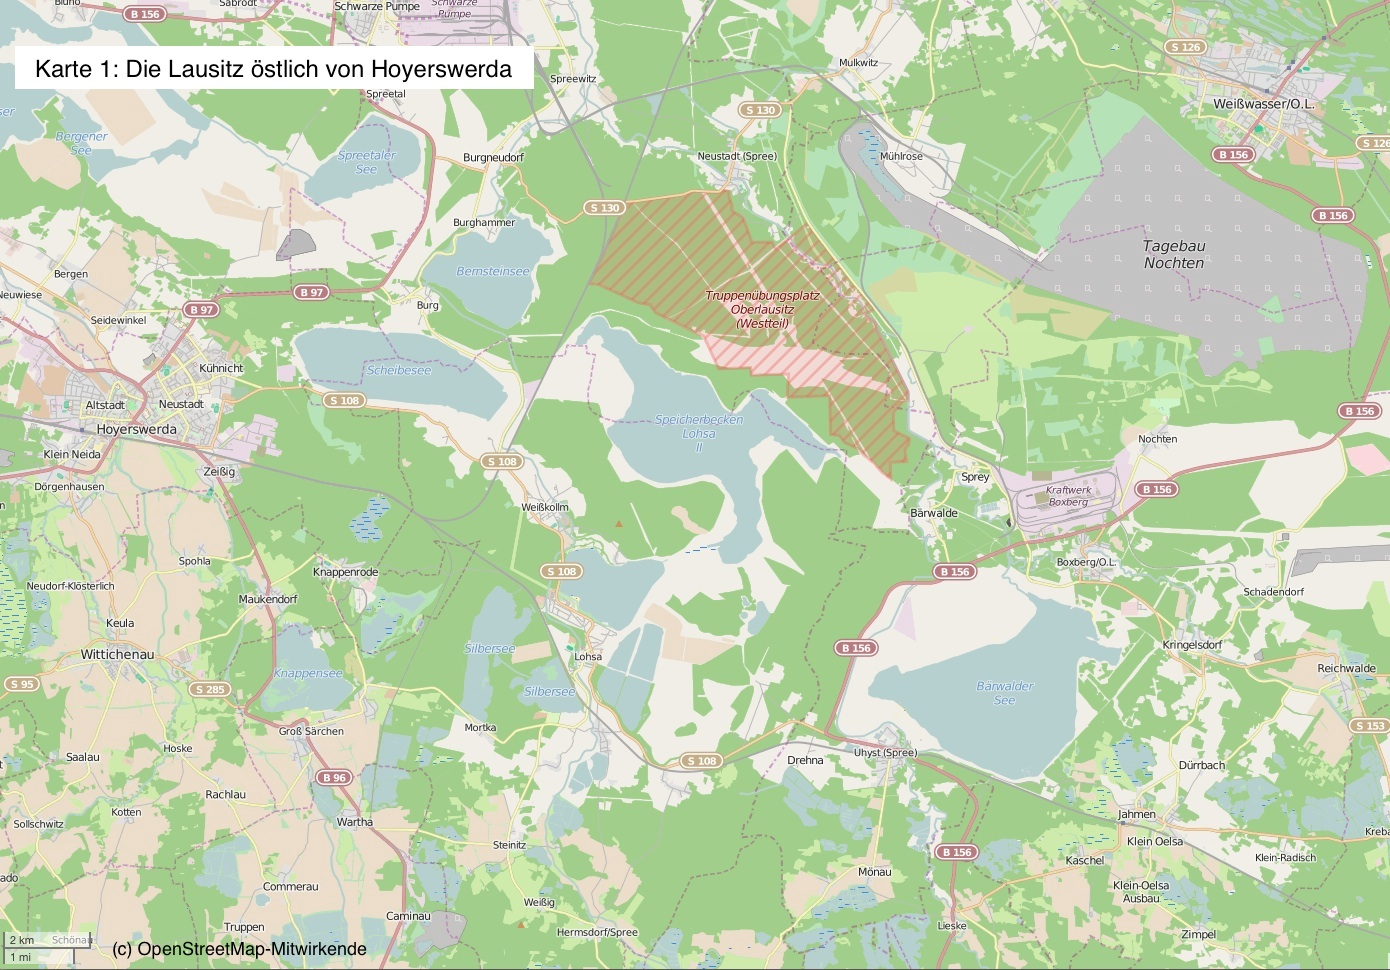 Bluno
B 156
Sabrodt
Schwarze Pumpe
Schwarze
Pumpe
S 126
Karte 1: Die Lausitz östlich von Hoyerswerda
Spreewitz
Mulkwitz
Spreetal
Weißwasser/O.L.
S 130
Bergener
See
Spreetaler
See
Burgneudorf
Neustadt (Spree)
Mühlrose
B 156
S 126
S 130
B 156
Burghammer
Tagebau
Nochten
Bergen
Bernsteinsee
B 97
Neuwiese
Burg
Truppenübungsplatz
Oberlausitz
(Westteil)
B 97
Seidewinkel
Kühnicht
Scheibesee
S 108
Altstadt
Neustadt
B 156
Speicherbecken
Lohsa
II
Hoyerswerda
Nochten
Klein Neida
S 108
Zeißig
Sprey
Dörgenhausen
Kraftwerk
Boxberg
B 156
Weißkollm
Bärwalde
Spohla
Knappenrode
S 108
B 156
Boxberg/O.L.
Neudorf-Klösterlich
Maukendorf
Schadendorf
Keula
Wittichenau
Silbersee
Lohsa
B 156
Kringelsdorf
Knappensee
Reichwalde
S 95
S 285
Silbersee
Bärwalder
See
Groß Särchen
Mortka
S 153
Saalau
Hoske
S 108
Drehna
Uhyst (Spree)
B 96
Dürrbach
Rachlau
Kotten
Jahmen
Sollschwitz
Wartha
Kreba
Steinitz
Klein Oelsa
B 156
Kaschel
Klein-Radisch
Mönau
Commerau
Klein-Oelsa
Ausbau
Weißig
Caminau
Truppen
Hermsdorf/Spree
Lieske
Zimpel
2 km
Schönau
(c) OpenStreetMap-Mitwirkende
1 mi